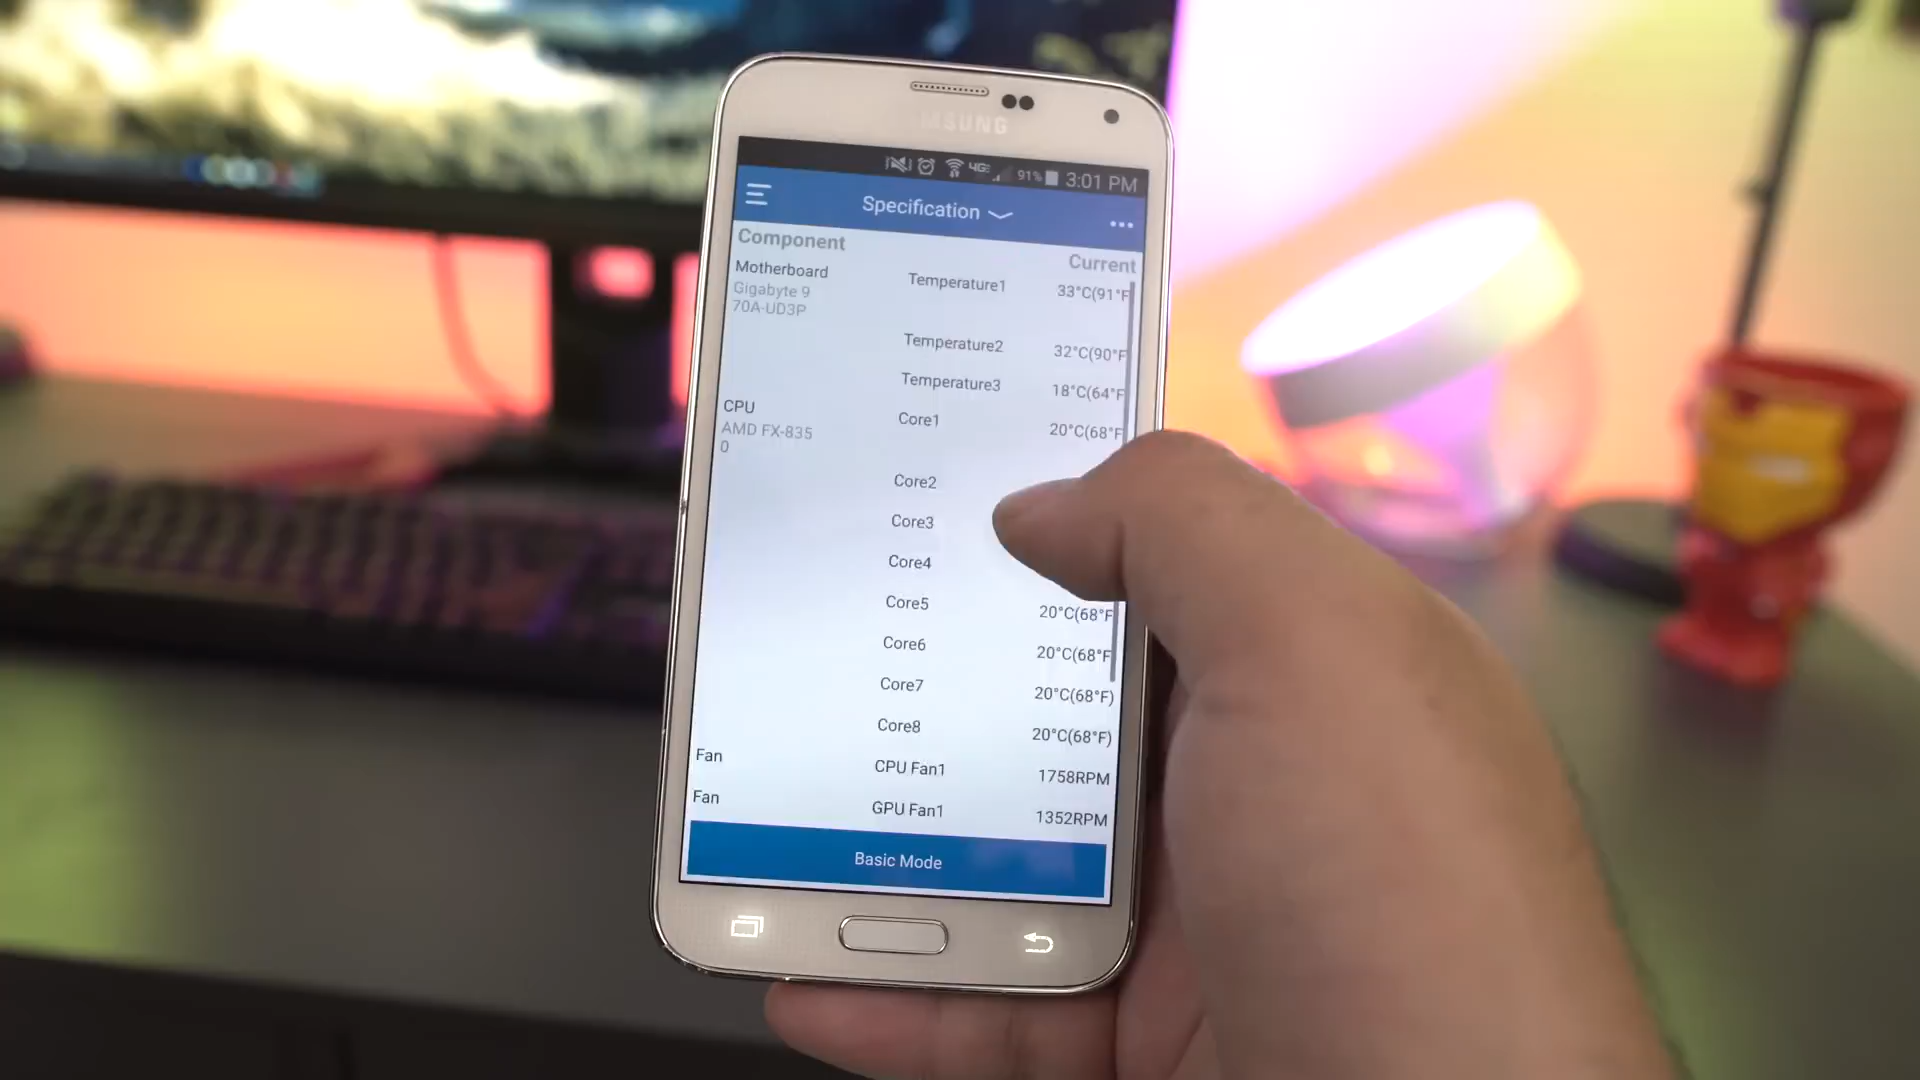 SAMSUNG
4G 91% 3:01 PM
Specification
Component
Current
Motherboard Temperature1 33°C(91°F
Gigabyte 9
70A-UD3P
Temperature2 32°C(90°F
Temperature3 18°C(64°F
CPU Core1 20°C(68°F
AMD FX-835
0
Core2
Core3
Core4
Core5 20°C(68°F
Core6 20°C(68°F
Core7 20°C(68°F)
Core8 20°C(68°F)
Fan CPU Fan1 1758RPM
Fan GPU Fan1 1352RPM
Basic Mode